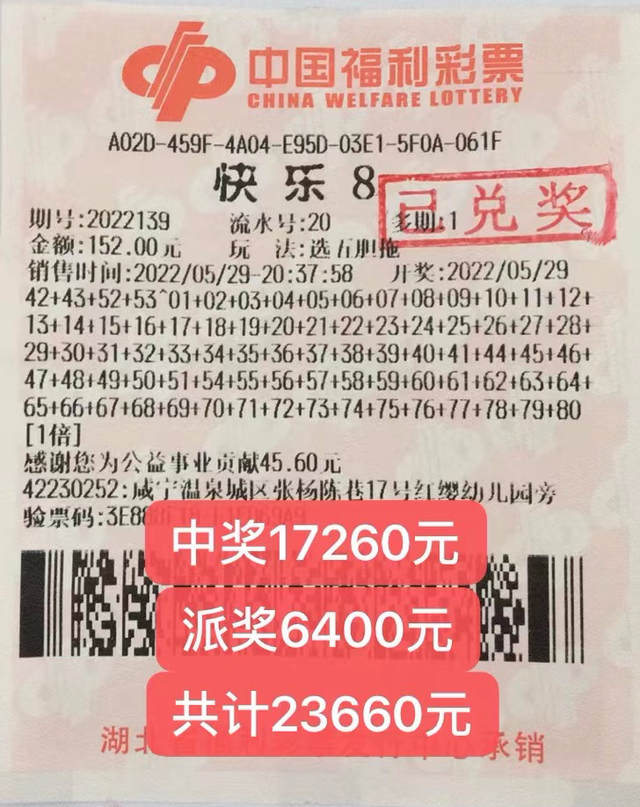 中国福利彩票
CHINA WELFARE LOTTERY
A02D-459F-4A04-E95D-03E1-5F0A-061F
快乐8
已兑奖
期号:2022139 流水号:20 多期:1
金额:152.00元 玩 法:选五胆拖
销售时间:2022/05/29-20:37:58 开奖:2022/05/29
42+43+52+53^01+02+03+04+05+06+07+08+09+10+11+12+
13+14+15+16+17+18+19+20+21+22+23+24+25+26+27+28+
29+30+31+32+33+34+35+36+37+38+39+40+41+44+45+46+
47+48+49+50+51+54+55+56+57+58+59+60+61+62+63+64+
65+66+67+68+69+70+71+72+73+74+75+76+77+78+79+80
[1倍]
感谢您为公益事业贡献45.60元
42230252:咸宁温泉城区张杨陈巷17号红缨幼儿园旁
验票码:
中奖17260元
派奖6400元
共计23660元
湖北 承销